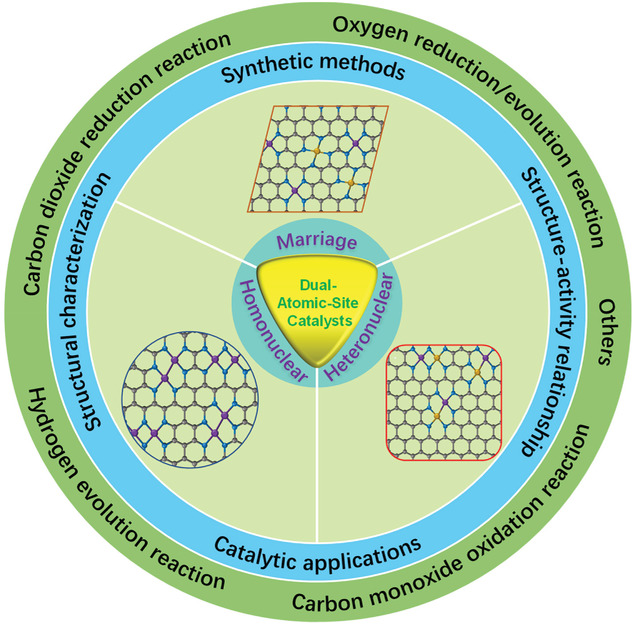 Oxygen reduction/evolution reaction
Others
Carbon monoxide oxidation reaction
Hydrogen evolution reaction
Carbon dioxide reduction reaction
Synthetic methods
Structure-activity relationship
Catalytic applications
Structural characterization
Marriage
Heteronuclear
Homonuclear
Dual-
Atomic-Site
Catalysts